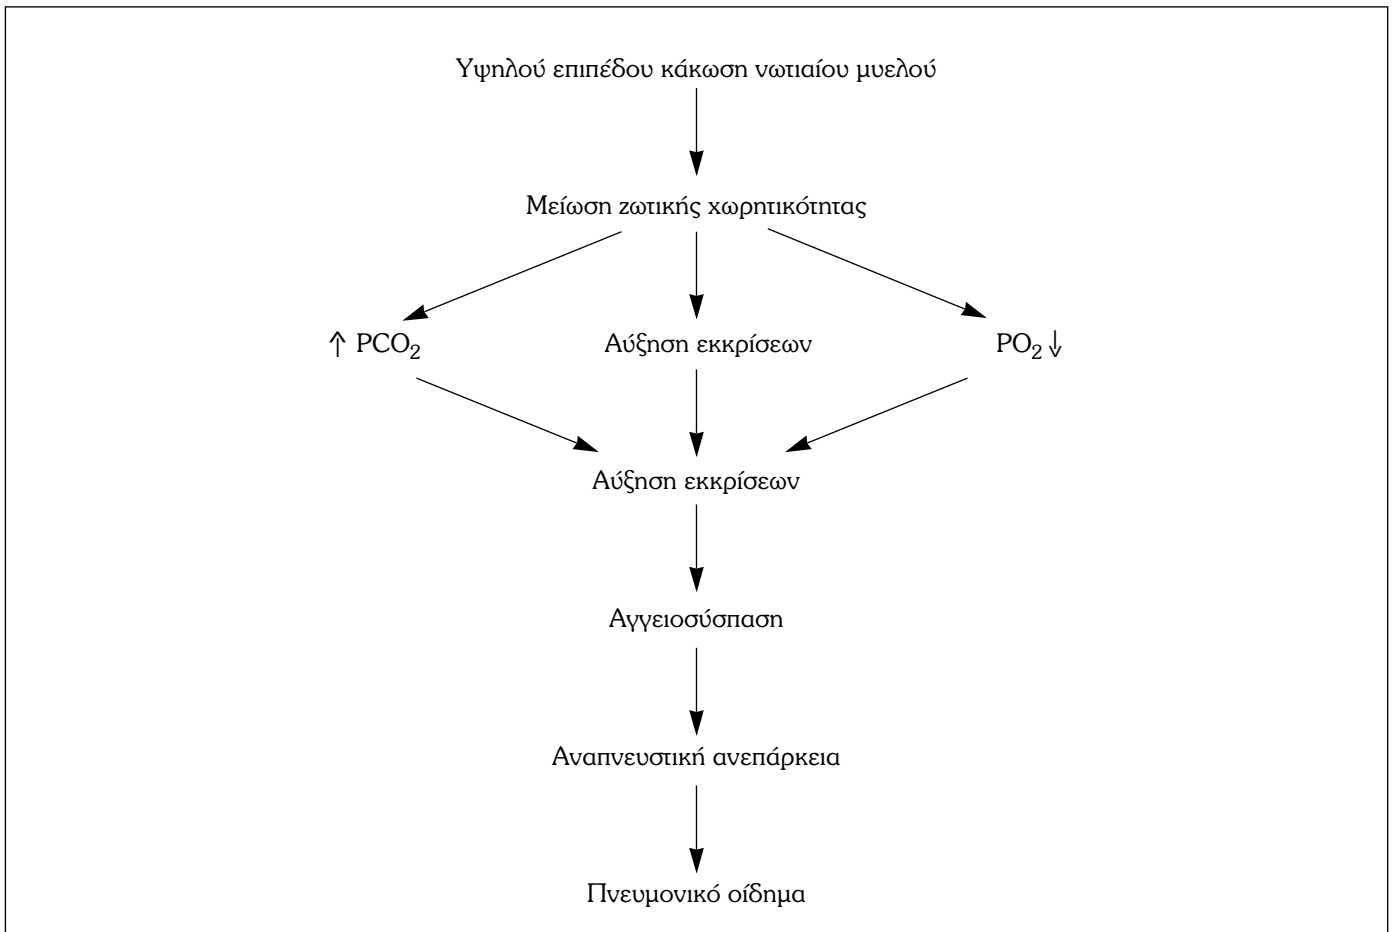 Υψηλού επιπέδου κάκωση νωτιαίου μυελού
Μείωση ζωτικής χωρητικότητας
↑ PCO₂ Αύξηση εκκρίσεων PO₂ ↓
Αύξηση εκκρίσεων
Αγγειοσύσπαση
Αναπνευστική ανεπάρκεια
Πνευμονικό οίδημα